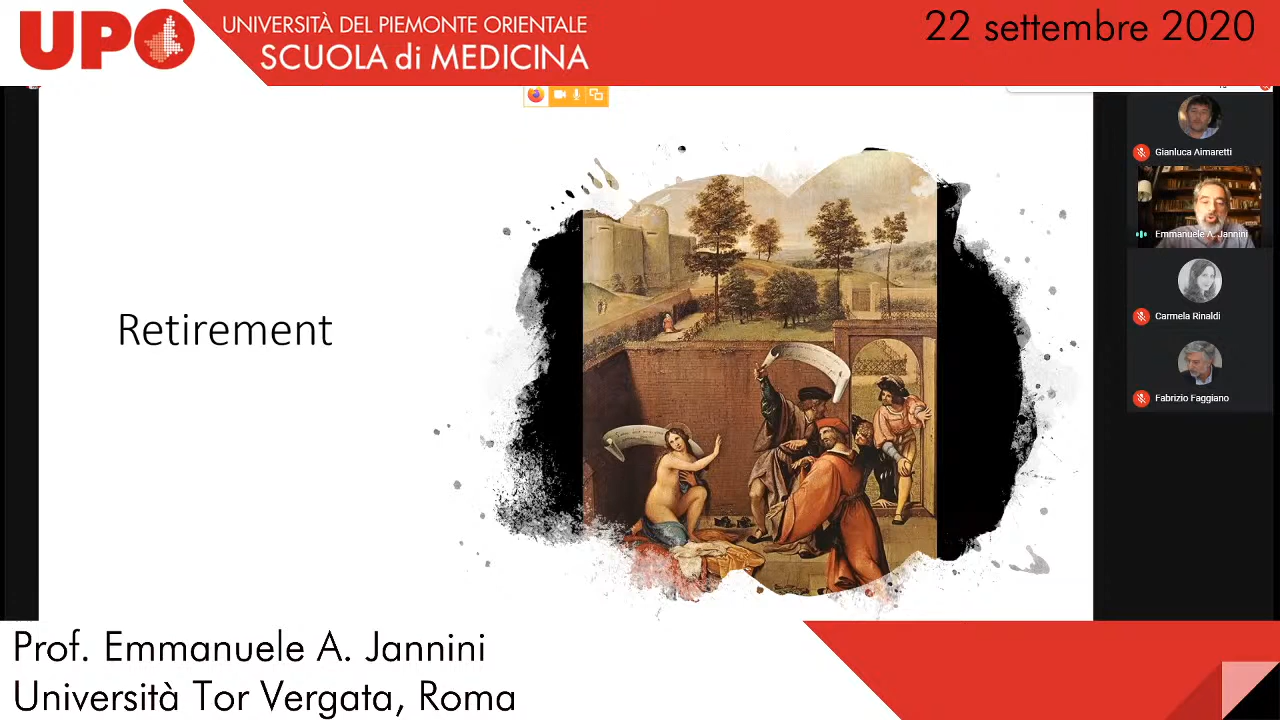 UPO
UNIVERSITÀ DEL PIEMONTE ORIENTALE
SCUOLA di MEDICINA
22 settembre 2020
Retirement
Gianluca Aimaretti
Emmanuele A. Jannini
Carmela Rinaldi
Fabrizio Faggiano
Prof. Emmanuele A. Jannini
Università Tor Vergata, Roma